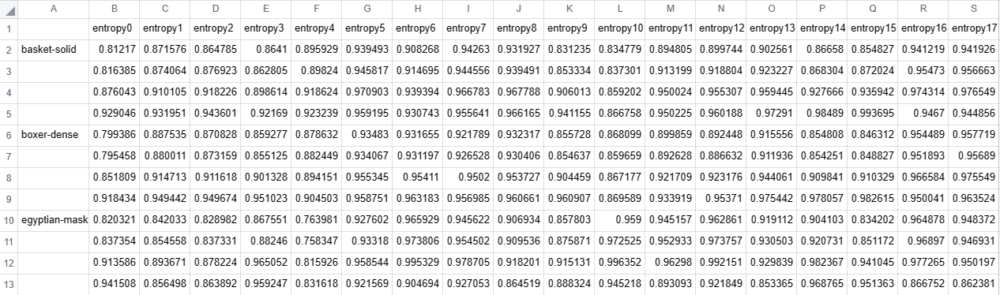 A B C D E F G H I J K L M N O P Q R S
1 entropy0 entropy1 entropy2 entropy3 entropy4 entropy5 entropy6 entropy7 entropy8 entropy9 entropy10 entropy11 entropy12 entropy13 entropy14 entropy15 entropy16 entropy17
2 basket-solid 0.81217 0.871576 0.864785 0.8641 0.895929 0.939493 0.908268 0.94263 0.931927 0.831235 0.834779 0.894805 0.899744 0.902561 0.86658 0.854827 0.941219 0.941926
3 0.816385 0.874064 0.876923 0.862805 0.89824 0.945817 0.914695 0.944556 0.939491 0.853334 0.837301 0.913199 0.918804 0.923227 0.868304 0.872024 0.95473 0.956663
4 0.876043 0.910105 0.918226 0.898614 0.918624 0.970903 0.939394 0.966783 0.967788 0.906013 0.859202 0.950024 0.955307 0.959445 0.927666 0.935942 0.974314 0.976549
5 0.929046 0.931951 0.943601 0.92169 0.923239 0.959195 0.930743 0.955641 0.966165 0.941155 0.866758 0.950225 0.960188 0.97291 0.98489 0.993695 0.9467 0.944856
6 boxer-dense 0.799386 0.887535 0.870828 0.859277 0.878632 0.93483 0.931655 0.921789 0.932317 0.855728 0.868099 0.899859 0.892448 0.915556 0.854808 0.846312 0.954489 0.957719
7 0.795458 0.880011 0.873159 0.855125 0.882449 0.934067 0.931197 0.926528 0.930406 0.854637 0.859659 0.892628 0.886632 0.911936 0.854251 0.848827 0.951893 0.95689
8 0.851809 0.914713 0.911618 0.901328 0.894151 0.955345 0.95411 0.9502 0.953727 0.904459 0.867177 0.921709 0.923176 0.944061 0.909841 0.910329 0.966584 0.975549
9 0.918434 0.949442 0.949674 0.951023 0.904503 0.958751 0.963183 0.956985 0.960661 0.960907 0.869589 0.933919 0.95371 0.975442 0.978057 0.982615 0.950041 0.963524
10 egyptian-mask 0.820321 0.842033 0.828982 0.867551 0.763981 0.927602 0.965929 0.945622 0.906934 0.857803 0.959 0.945157 0.962861 0.919112 0.904103 0.834202 0.964878 0.948372
11 0.837354 0.854558 0.837331 0.88246 0.758347 0.93318 0.973806 0.954502 0.909536 0.875871 0.972525 0.952933 0.973757 0.930503 0.920731 0.851172 0.96897 0.946931
12 0.913586 0.893671 0.878224 0.965052 0.815926 0.958544 0.995329 0.978705 0.918201 0.915131 0.996352 0.96298 0.992151 0.929839 0.982367 0.941045 0.977265 0.950197
13 0.941508 0.856498 0.863892 0.959247 0.831618 0.921569 0.904694 0.927053 0.864519 0.888324 0.945218 0.893093 0.921849 0.853365 0.968765 0.951363 0.866752 0.862381